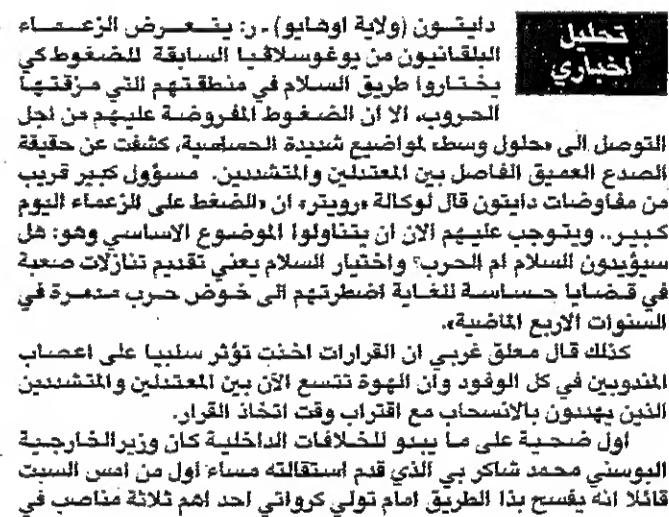 تحليل
اخباري
دايتون (ولاية اوهايو) - ر: يتعرض الزعماء
البلقانيون من يوغوسلافيا السابقة للضغوط كي
يختاروا طريق السلام في منطقتهم التي مزقتها
الحروب، الا أن الضغوط المفروضة عليهم من اجل
التوصل الى «حلول وسط» لمواضيع شديدة الحساسية، كشفت عن حقيقة
الصدع العميق الفاصل بين المعتدلين والمتشددين. مسؤول كبير قريب
من مفاوضات دايتون قال لوكالة «رويتر» ان «الضغط على الزعماء اليوم
كبير.. ويتوجب عليهم الان ان يتناولوا الموضوع الاساسي وهو: هل
سيؤيدون السلام ام الحرب؟ واختيار السلام يعني تقديم تنازلات صعبة
في قضايا حساسة للغاية اضطرتهم الى خوض حرب مدمرة في
السنوات الاربع الماضية».
كذلك قال معلق غربي ان القرارات اخذت تؤثر سلبيا على اعصاب
المندوبين في كل الوفود وأن الهوة تتسع الآن بين المعتدلين والمتشددين
الذين يهددون بالانسحاب مع اقتراب وقت اتخاذ القرار.
اول ضحية على ما يبدو للخلافات الداخلية كان وزير الخارجية
البوسني محمد شاكر بي الذي قدم استقالته مساء اول من امس السبت
قائلا انه يفسح بذا الطريق امام تولي كرواتي احد اهم ثلاثة مناصب في